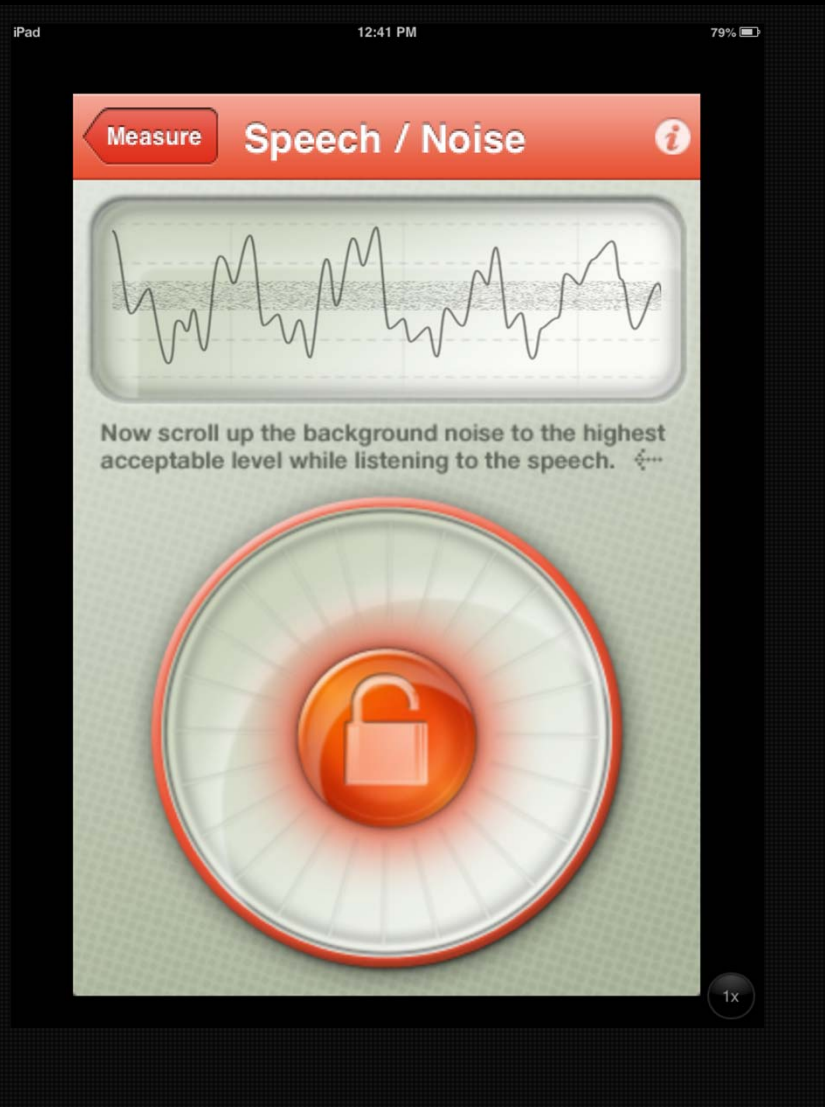 iPad 12:41 PM 79%
Measure Speech / Noise i
Now scroll up the background noise to the highest
acceptable level while listening to the speech.
1x